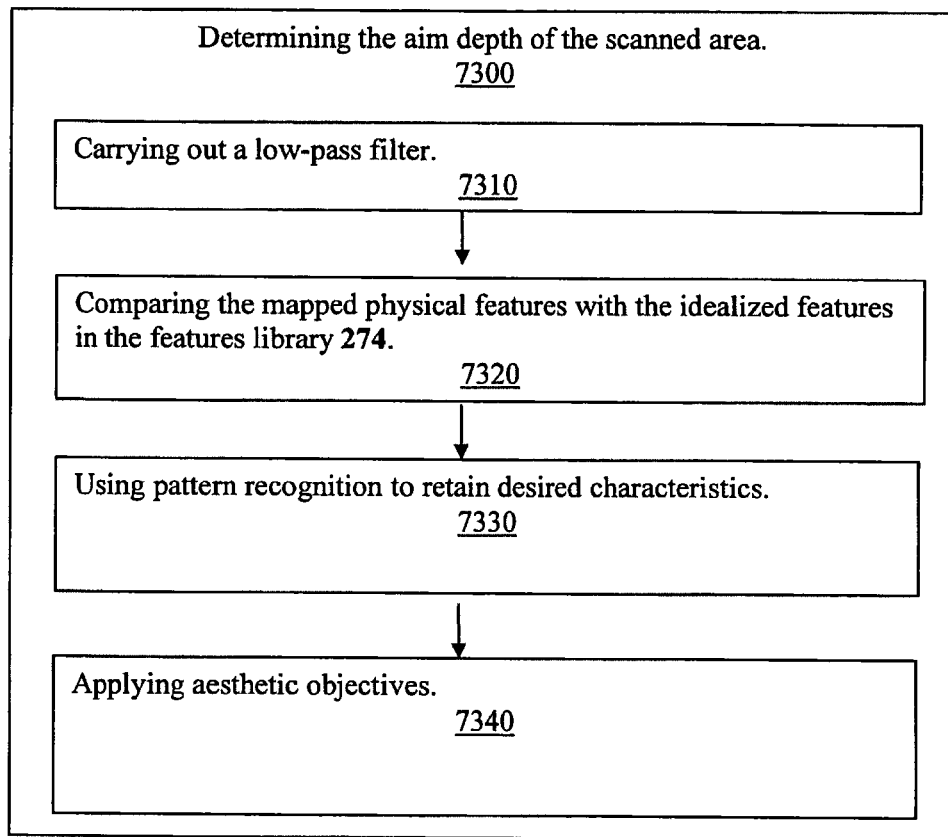 Determining the aim depth of the scanned area.
7300
Carrying out a low-pass filter.
7310
Comparing the mapped physical features with the idealized features
in the features library 274.
7320
Using pattern recognition to retain desired characteristics.
7330
Applying aesthetic objectives.
7340